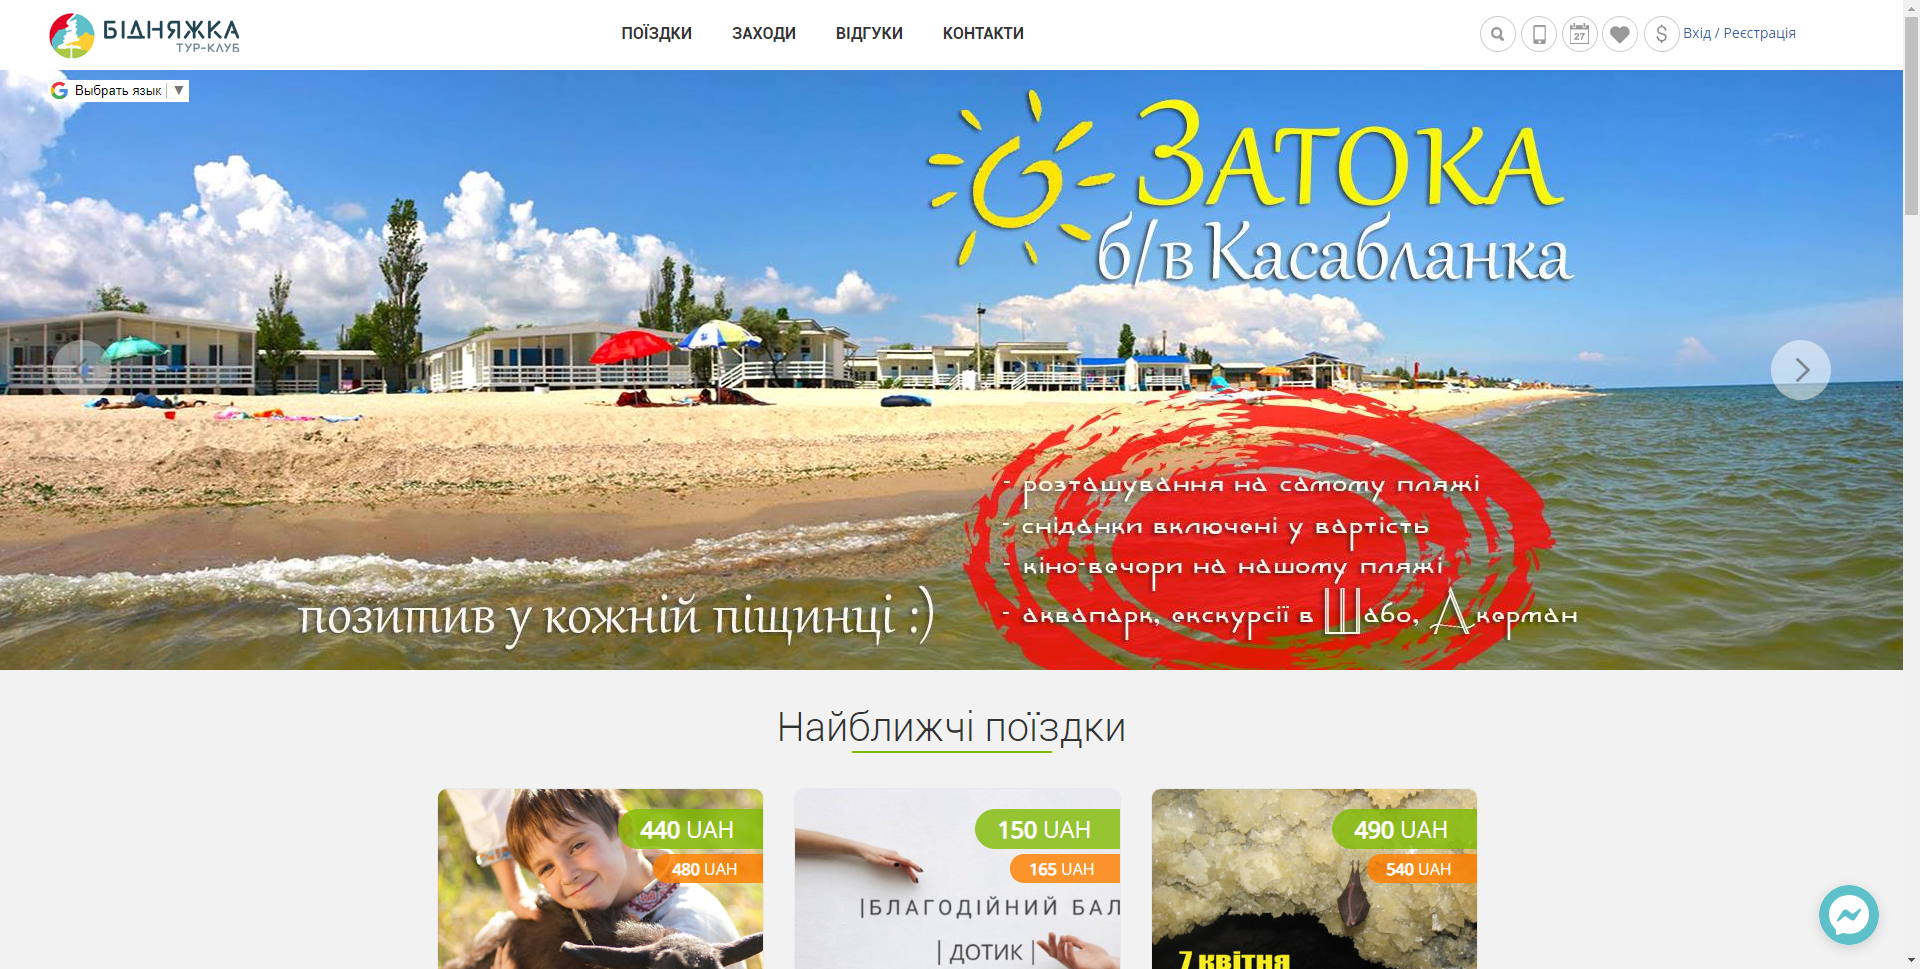 БІДНЯЖКА
ТУР-КЛУБ
ПОЇЗДКИ
ЗАХОДИ
ВІДГУКИ
КОНТАКТИ
27
Вхід / Реєстрація
Выбрать язык ▼
ЗАТОКА
б/в Касабланка
- розташування на самому пляжі
- сніданки включені у вартість
- кіно-вечори на нашому пляжі
- аквапарк, екскурсії в Шабо, Акерман
позитив у кожній піщинці :)
Найближчі поїздки
440 UAH
480 UAH
150 UAH
165 UAH
|БЛАГОДІЙНИЙ БАЛ
| ДОТИК |
490 UAH
540 UAH
7 квітня